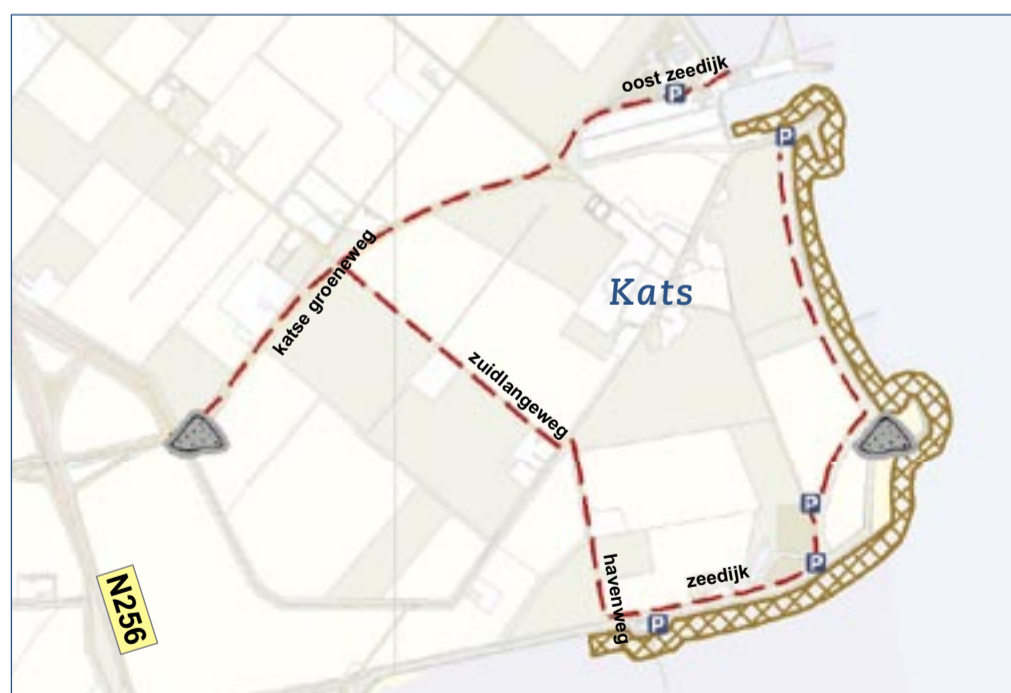 oost zeedijk
P
P
katse groeneweg
Kats
zuidlangeweg
P
havenweg
zeedijk
P
P
N256